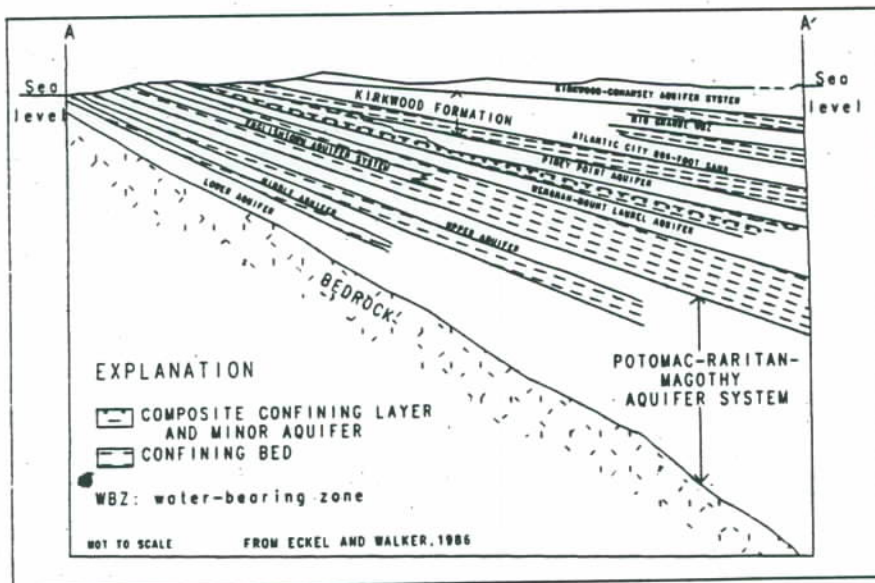 A
A'
Sea
level
Sea
level
KIRKWOOD-COHANSEY AQUIFER SYSTEM
KIRKWOOD
FORMATION
RIO GRANDE WBZ
ATLANTIC CITY 800-FOOT SAND
PINEY POINT AQUIFER
WENONAH-MOUNT LAUREL AQUIFER
ENGLISHTOWN AQUIFER SYSTEM
MIDDLE AQUIFER
UPPER AQUIFER
LOWER AQUIFER
BEDROCK
POTOMAC-RARITAN-
MAGOTHY
AQUIFER SYSTEM
EXPLANATION
COMPOSITE CONFINING LAYER
AND MINOR AQUIFER
CONFINING BED
WBZ: water-bearing zone
NOT TO SCALE FROM ECKEL AND WALKER, 1986